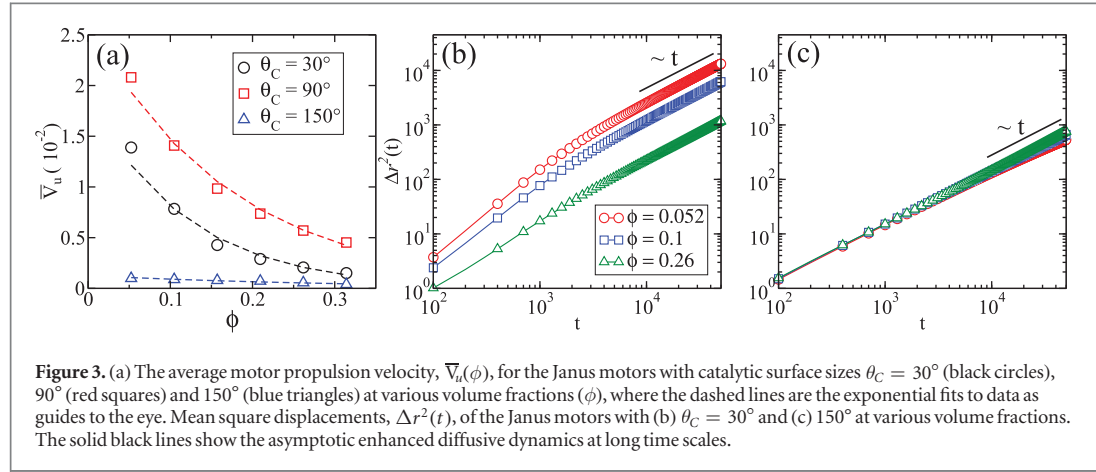 (a)
2.5
2
1.5
1
0.5
0
V̅u ( 10-2)
0
0.1
0.2
0.3
ϕ
θC = 30°
θC = 90°
θC = 150°
(b)
~ t
104
103
102
101
100
Δr2(t)
102
103
104
t
ϕ = 0.052
ϕ = 0.1
ϕ = 0.26
(c)
~ t
104
103
102
101
100
102
103
104
t
Figure 3. (a) The average motor propulsion velocity, V̅u(ϕ), for the Janus motors with catalytic surface sizes θC = 30° (black circles),
90° (red squares) and 150° (blue triangles) at various volume fractions (ϕ), where the dashed lines are the exponential fits to data as
guides to the eye. Mean square displacements, Δr2(t), of the Janus motors with (b) θC = 30° and (c) 150° at various volume fractions.
The solid black lines show the asymptotic enhanced diffusive dynamics at long time scales.